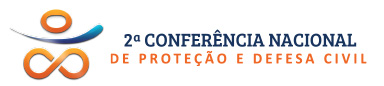 2ª CONFERÊNCIA NACIONAL
DE PROTEÇÃO E DEFESA CIVIL